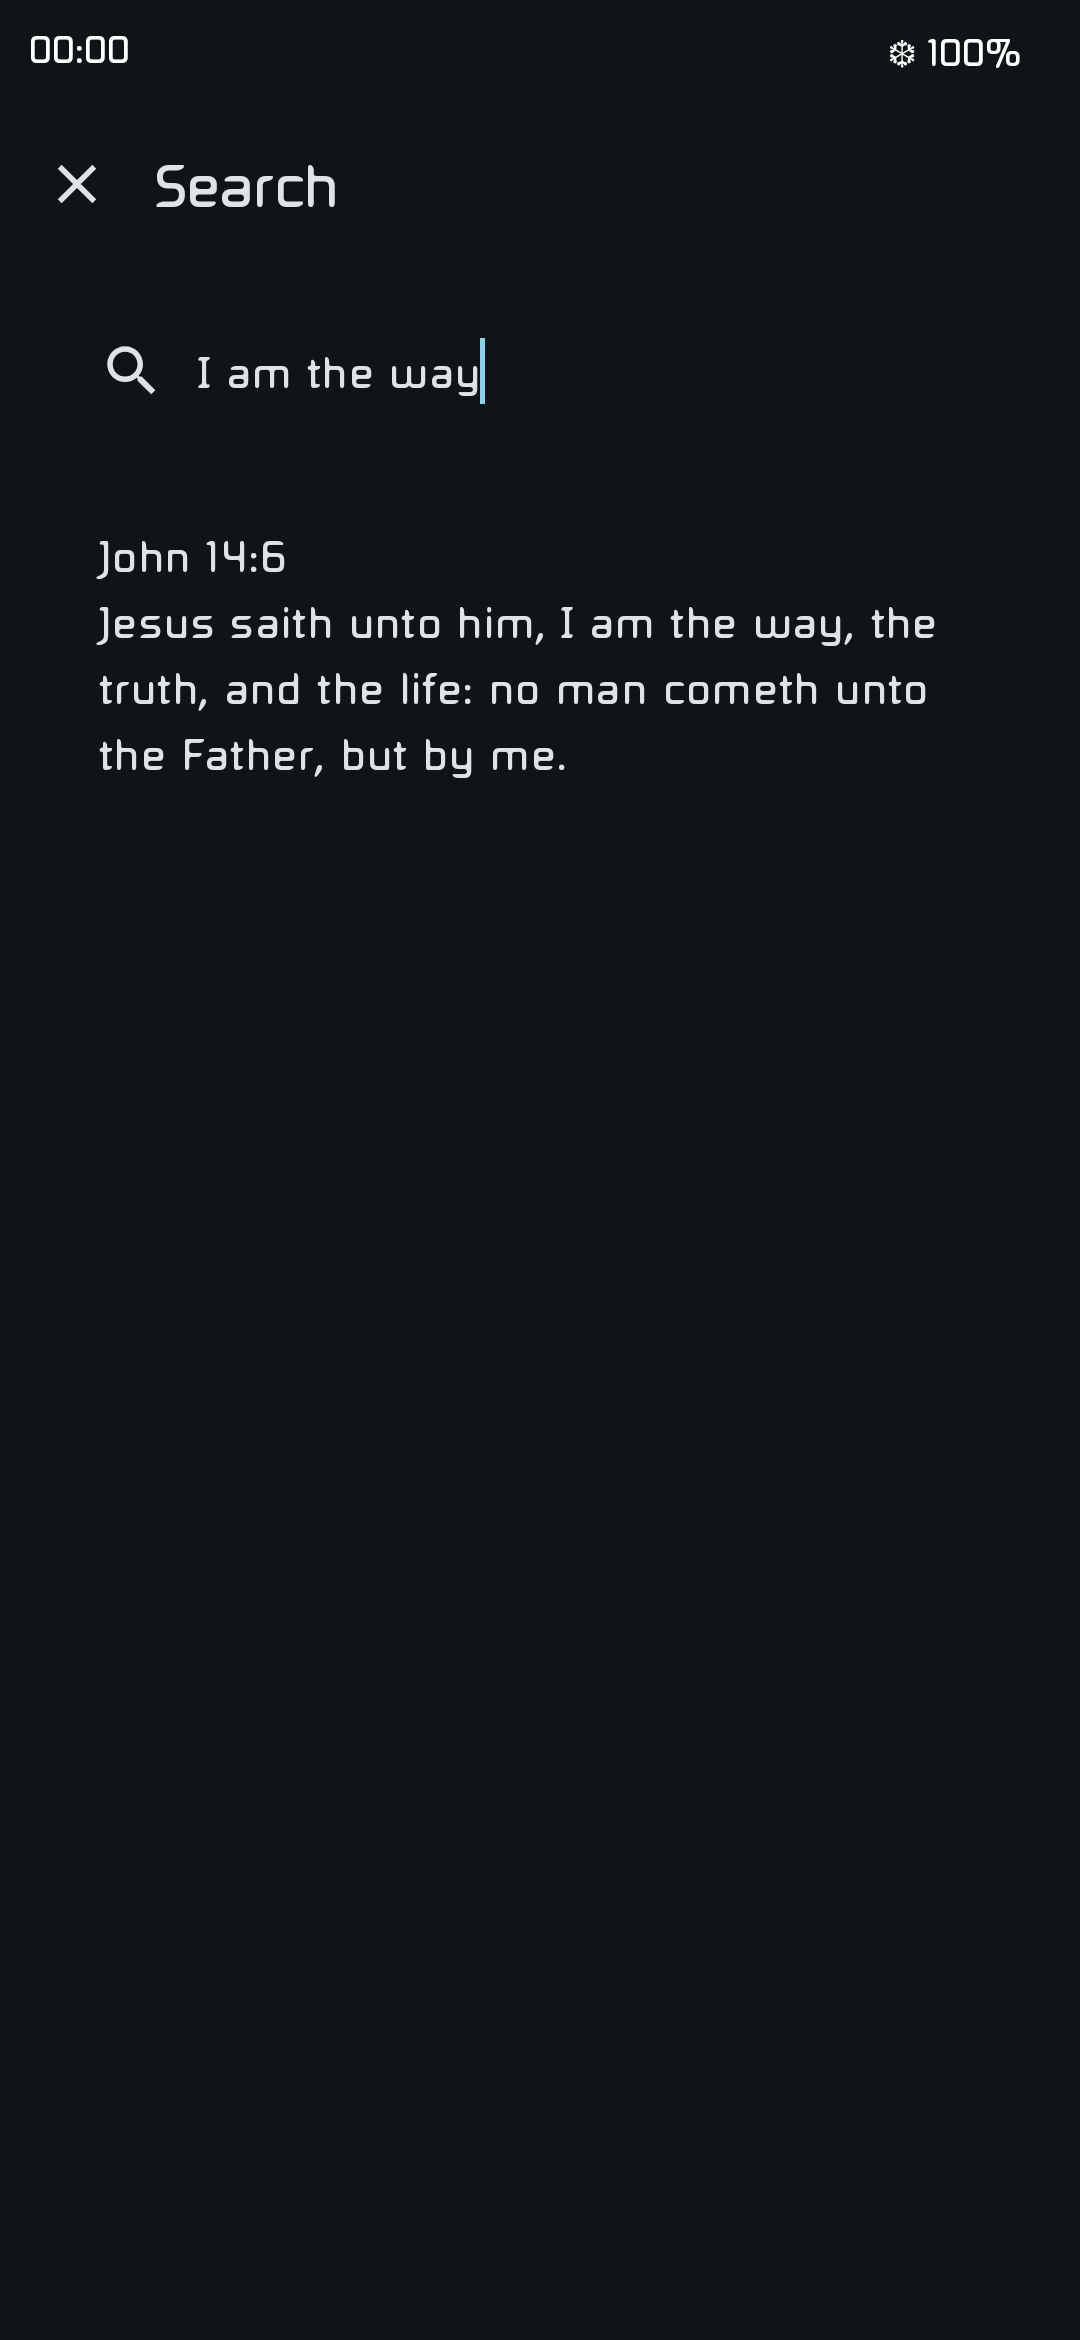 00:00
❄ 100%
Search
I am the way
John 14:6
Jesus saith unto him, I am the way, the
truth, and the life: no man cometh unto
the Father, but by me.